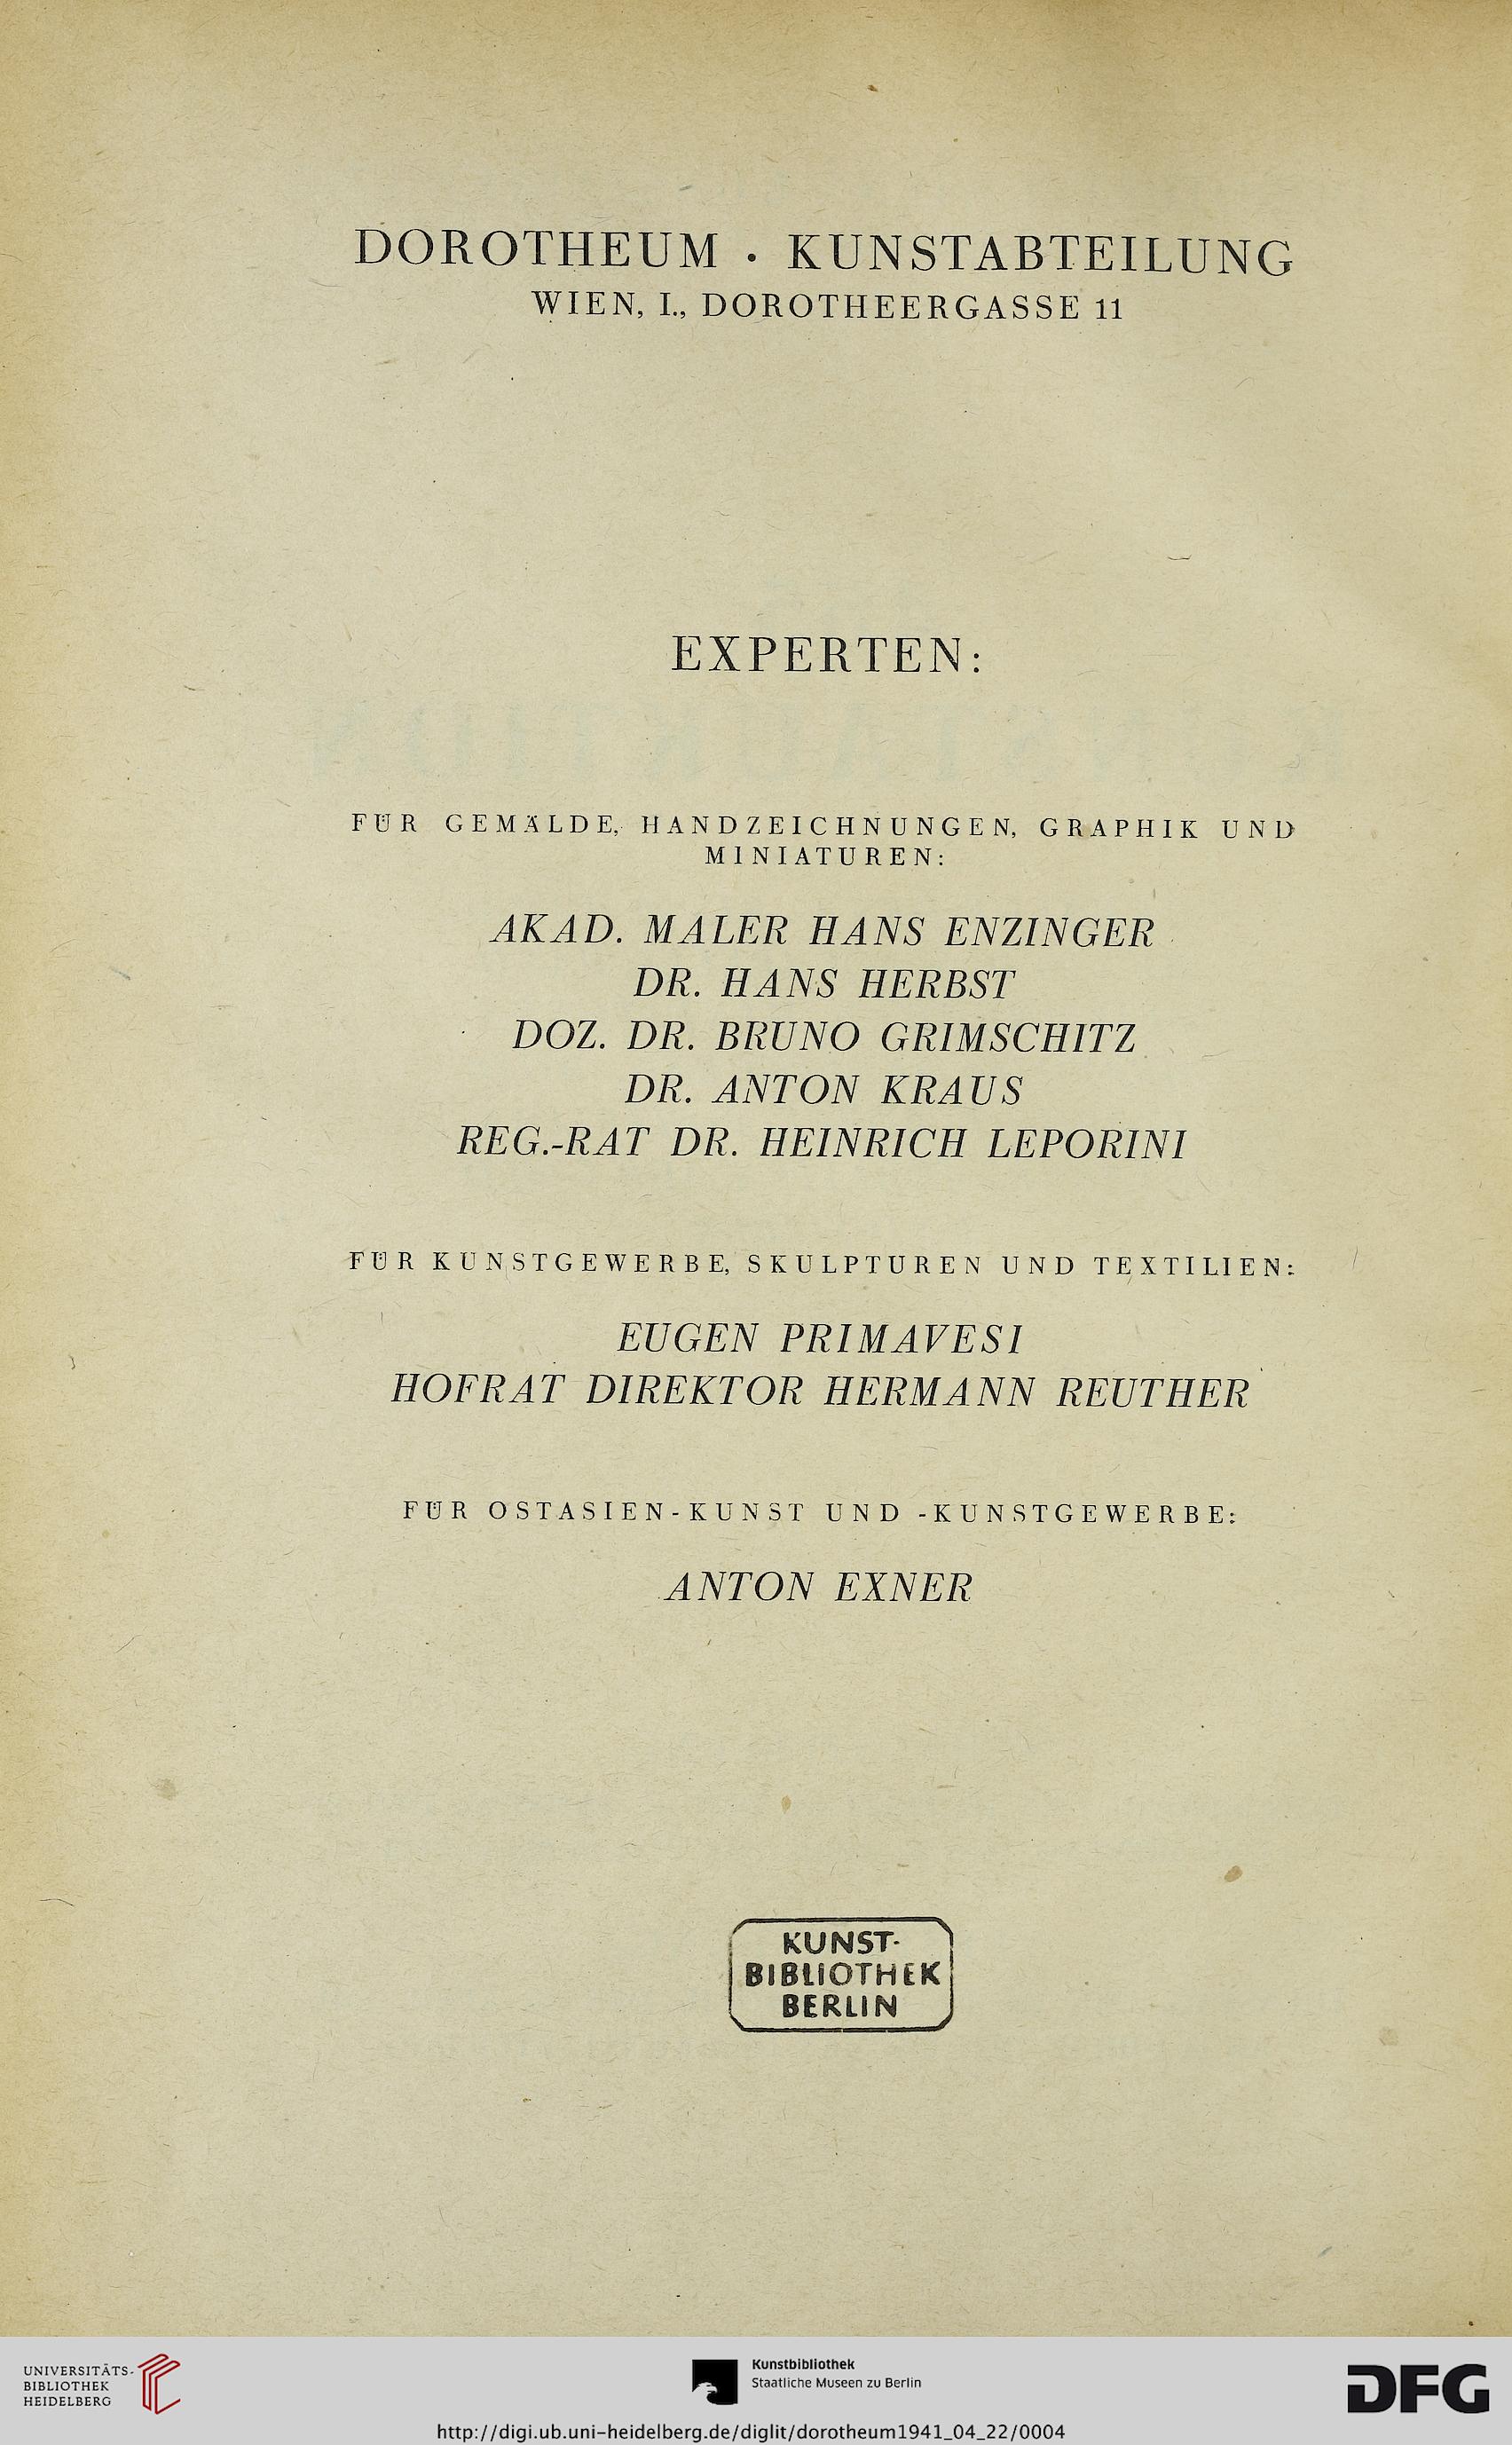 DOROTHEUM · KUNSTABTEILUNG
WIEN, I., DOROTHEERGASSE 11
EXPERTEN:
FÜR GEMÄLDE, HANDZEICHNUNGEN, GRAPHIK UND
MINIATUREN:
AKAD. MALER HANS ENZINGER
DR. HANS HERBST
DOZ. DR. BRUNO GRIMSCHITZ
DR. ANTON KRAUS
REG.-RAT DR. HEINRICH LEPORINI
FÜR KUNSTGEWERBE, SKULPTUREN UND TEXTILIEN:
EUGEN PRIMAVESI
HOFRAT DIREKTOR HERMANN REUTHER
FÜR OSTASIEN-KUNST UND -KUNSTGEWERBE:
ANTON EXNER
KUNST-
BIBLIOTHEK
BERLIN
UNIVERSITÄTS-
BIBLIOTHEK
HEIDELBERG
Kunstbibliothek
Staatliche Museen zu Berlin
DFG
http://digi.ub.uni-heidelberg.de/diglit/dorotheum1941_04_22/0004